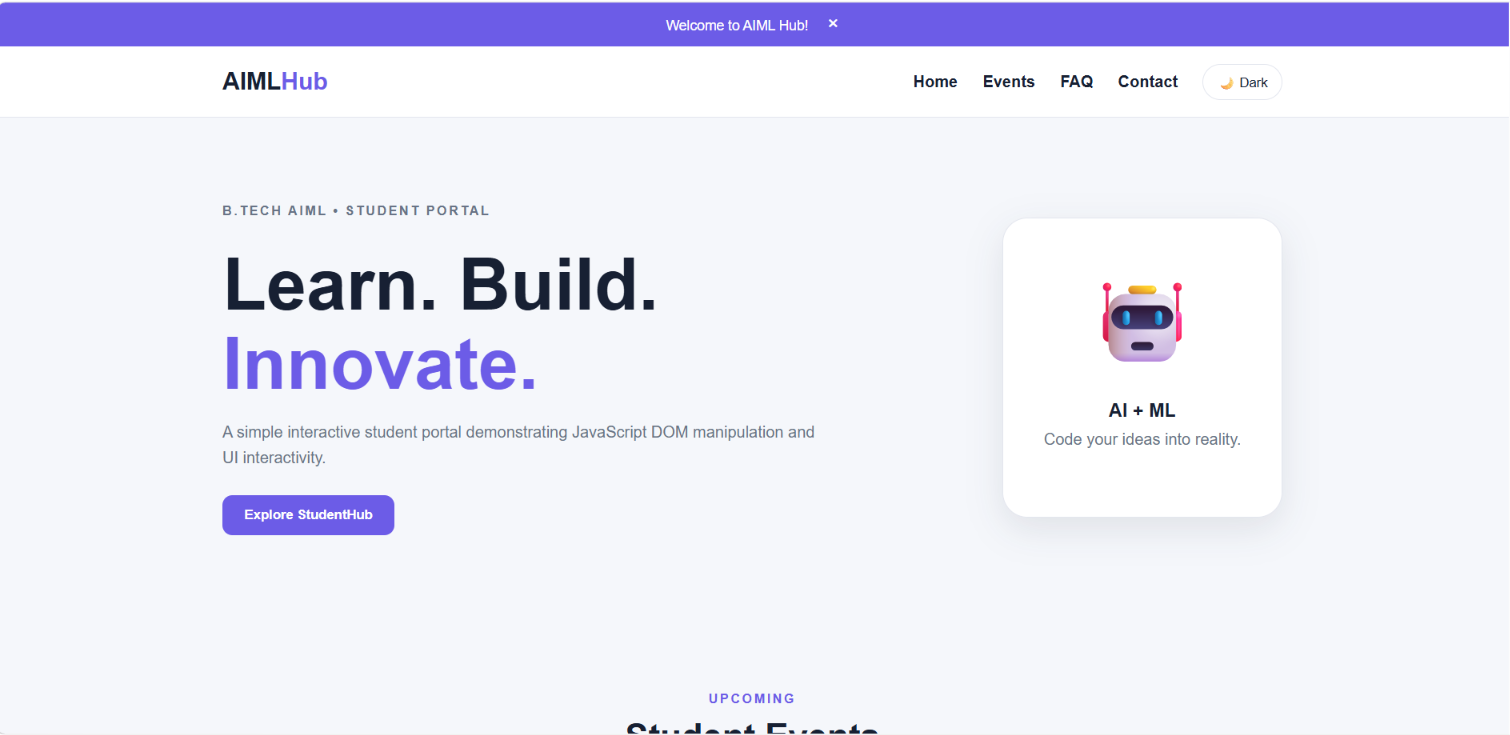 Welcome to AIML Hub! ✕
AIMLHub
Home Events FAQ Contact 🌙 Dark
B.TECH AIML • STUDENT PORTAL
Learn. Build.
Innovate.
A simple interactive student portal demonstrating JavaScript DOM manipulation and
UI interactivity.
Explore StudentHub
AI + ML
Code your ideas into reality.
UPCOMING
Student Events